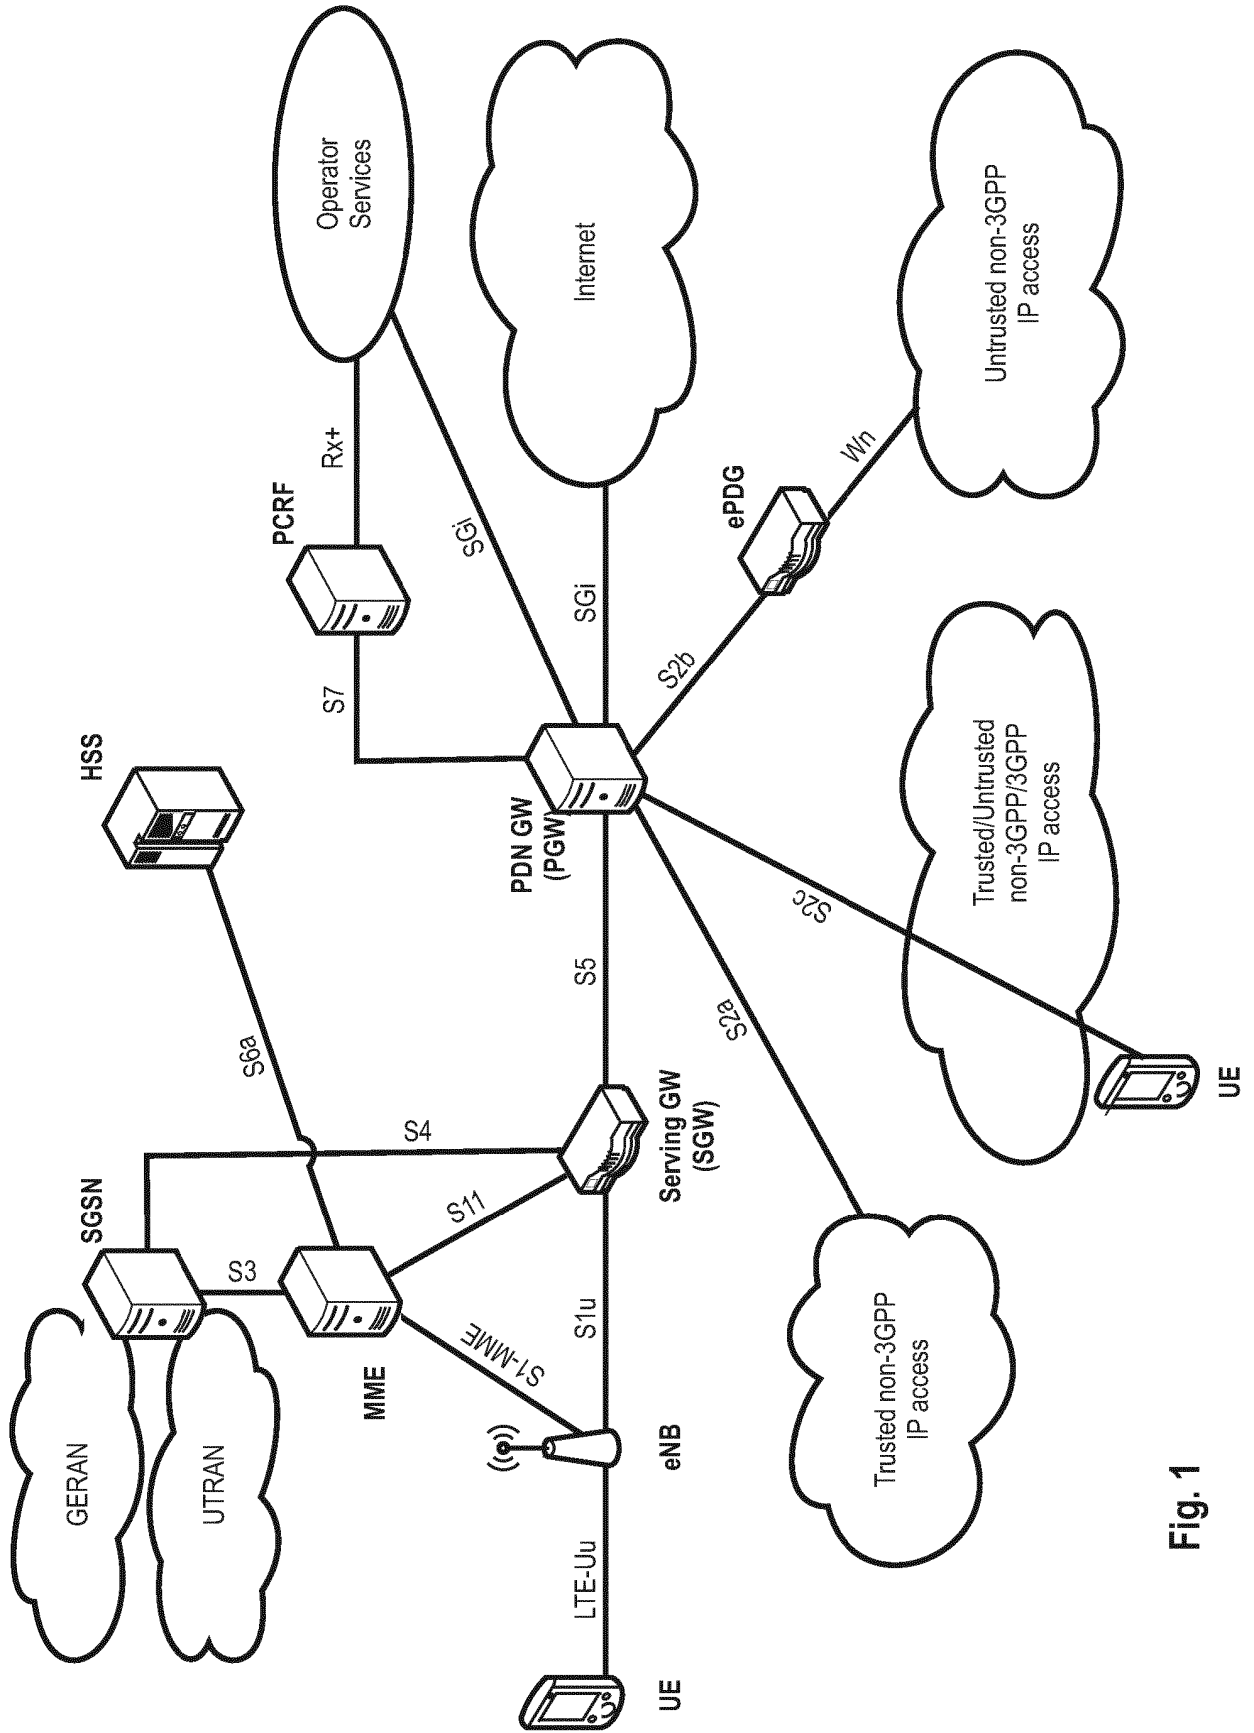 GERAN
UTRAN
SGSN
HSS
S3
S6a
S4
MME
S11
S1-MME
S7
PCRF
Rx+
Operator
Services
SGi
UE
LTE-Uu
eNB
S1u
Serving GW
(SGW)
S5
PDN GW
(PGW)
SGi
Internet
S2a
S2c
S2b
ePDG
Wn
Trusted non-3GPP
IP access
UE
Trusted/Untrusted
non-3GPP/3GPP
IP access
Untrusted non-3GPP
IP access
Fig. 1